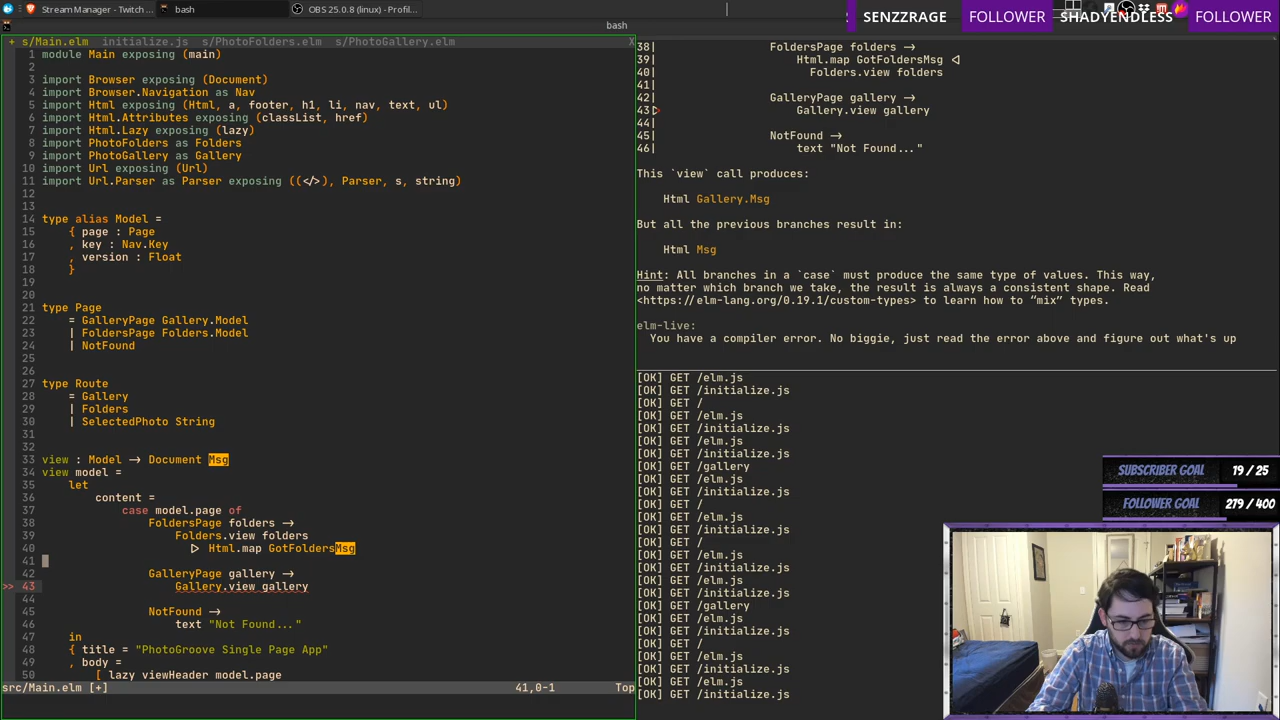 Stream Manager - Twitch
bash
OBS 25.0.8 (linux) - Profil...
bash
SENZZRAGE
FOLLOWER
SHADYENDLESS
FOLLOWER
+ s/Main.elm  initialize.js  s/PhotoFolders.elm  s/PhotoGallery.elm
X
1 module Main exposing (main)
2
3 import Browser exposing (Document)
4 import Browser.Navigation as Nav
5 import Html exposing (Html, a, footer, h1, li, nav, text, ul)
6 import Html.Attributes exposing (classList, href)
7 import Html.Lazy exposing (lazy)
8 import PhotoFolders as Folders
9 import PhotoGallery as Gallery
10 import Url exposing (Url)
11 import Url.Parser as Parser exposing ((</>), Parser, s, string)
12
13
14 type alias Model =
15     { page : Page
16     , key : Nav.Key
17     , version : Float
18     }
19
20
21 type Page
22     = GalleryPage Gallery.Model
23     | FoldersPage Folders.Model
24     | NotFound
25
26
27 type Route
28     = Gallery
29     | Folders
30     | SelectedPhoto String
31
32
33 view : Model -> Document Msg
34 view model =
35     let
36         content =
37             case model.page of
38                 FoldersPage folders ->
39                     Folders.view folders
40                       |> Html.map GotFoldersMsg
41
42                 GalleryPage gallery ->
>> 43                     Gallery.view gallery
44
45                 NotFound ->
46                     text "Not Found..."
47     in
48     { title = "PhotoGroove Single Page App"
49     , body =
50         [ lazy viewHeader model.page
src/Main.elm [+]
41,0-1
Top
38|                 FoldersPage folders ->
39|                     Html.map GotFoldersMsg <|
40|                       Folders.view folders
41|
42|                 GalleryPage gallery ->
43|>                    Gallery.view gallery
44|
45|                 NotFound ->
46|                     text "Not Found..."
This `view` call produces:
Html Gallery.Msg
But all the previous branches result in:
Html Msg
Hint: All branches in a `case` must produce the same type of values. This way,
no matter which branch we take, the result is always a consistent shape. Read
<https://elm-lang.org/0.19.1/custom-types> to learn how to “mix” types.
elm-live:
You have a compiler error. No biggie, just read the error above and figure out what's up
[OK] GET /elm.js
[OK] GET /initialize.js
[OK] GET /
[OK] GET /elm.js
[OK] GET /initialize.js
[OK] GET /elm.js
[OK] GET /initialize.js
[OK] GET /gallery
[OK] GET /elm.js
[OK] GET /initialize.js
[OK] GET /
[OK] GET /elm.js
[OK] GET /initialize.js
[OK] GET /
[OK] GET /elm.js
[OK] GET /initialize.js
[OK] GET /elm.js
[OK] GET /initialize.js
[OK] GET /gallery
[OK] GET /elm.js
[OK] GET /initialize.js
[OK] GET /
[OK] GET /elm.js
[OK] GET /initialize.js
[OK] GET /elm.js
[OK] GET /initialize.js
SUBSCRIBER GOAL 19 / 25
FOLLOWER GOAL 279 / 400